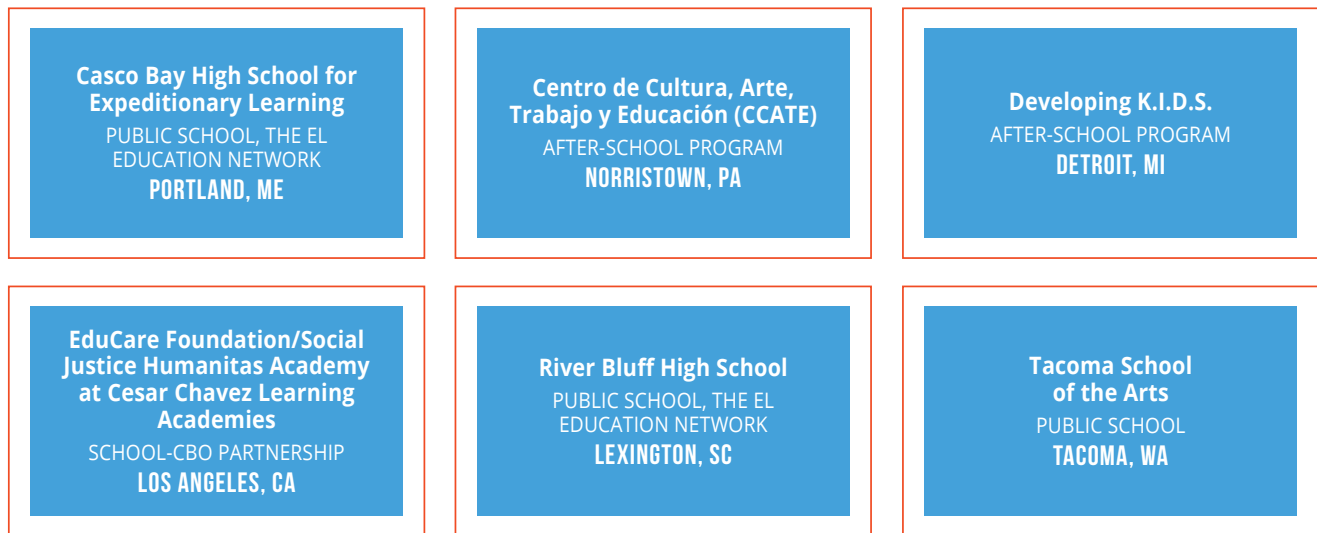 Casco Bay High School for
Expeditionary Learning
PUBLIC SCHOOL, THE EL
EDUCATION NETWORK
PORTLAND, ME
Centro de Cultura, Arte,
Trabajo y Educación (CCATE)
AFTER-SCHOOL PROGRAM
NORRISTOWN, PA
Developing K.I.D.S.
AFTER-SCHOOL PROGRAM
DETROIT, MI
EduCare Foundation/Social
Justice Humanitas Academy
at Cesar Chavez Learning
Academies
SCHOOL-CBO PARTNERSHIP
LOS ANGELES, CA
River Bluff High School
PUBLIC SCHOOL, THE EL
EDUCATION NETWORK
LEXINGTON, SC
Tacoma School
of the Arts
PUBLIC SCHOOL
TACOMA, WA